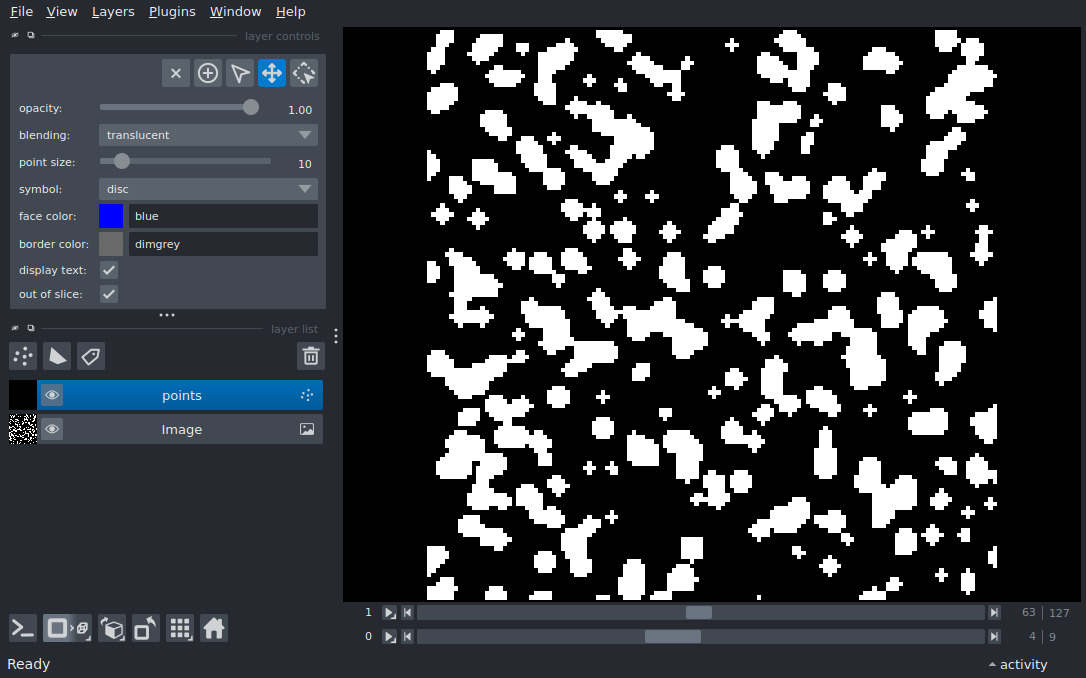 File View Layers Plugins Window Help
layer controls
opacity: 1.00
blending: translucent
point size: 10
symbol: disc
face color: blue
border color: dimgrey
display text:
out of slice:
layer list
points
Image
1 63 | 127
0 4 | 9
Ready activity